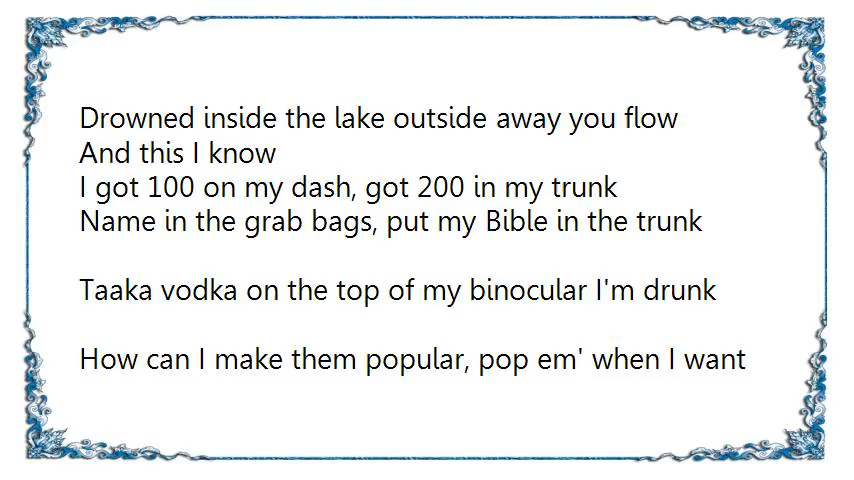 Drowned inside the lake outside away you flow
And this I know
I got 100 on my dash, got 200 in my trunk
Name in the grab bags, put my Bible in the trunk
Taaka vodka on the top of my binocular I'm drunk
How can I make them popular, pop em' when I want